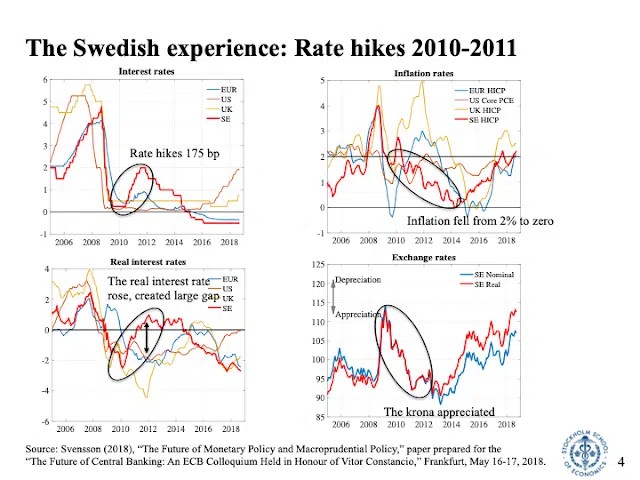 The Swedish experience: Rate hikes 2010-2011
Interest rates
6
5
4
3
2
1
0
-1
2006 2008 2010 2012 2014 2016 2018
EUR
US
UK
SE
Rate hikes 175 bp
Inflation rates
5
4
3
2
1
0
-1
2006 2008 2010 2012 2014 2016 2018
EUR HICP
US Core PCE
UK HICP
SE HICP
Inflation fell from 2% to zero
Real interest rates
4
2
0
-2
-4
-6
2006 2008 2010 2012 2014 2016 2018
EUR
US
UK
SE
The real interest rate
rose, created large gap
Exchange rates
125
120
115
110
105
100
95
90
85
2006 2008 2010 2012 2014 2016 2018
SE Nominal
SE Real
Depreciation
Appreciation
The krona appreciated
Source: Svensson (2018), “The Future of Monetary Policy and Macroprudential Policy,” paper prepared for the
“The Future of Central Banking: An ECB Colloquium Held in Honour of Vitor Constancio,” Frankfurt, May 16-17, 2018.
STOCKHOLM SCHOOL
OF ECONOMICS
4